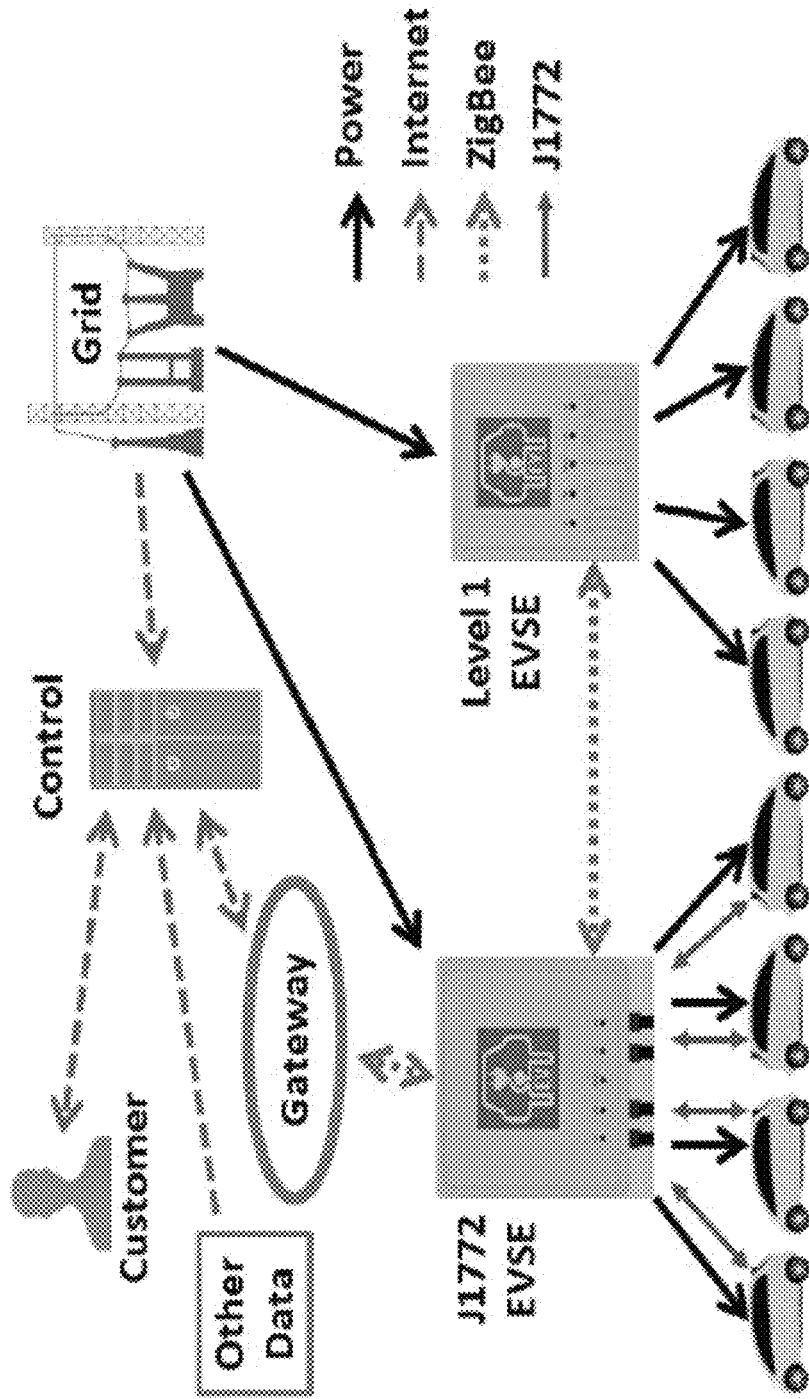 Customer
Control
Grid
Other
Data
Gateway
Power
Internet
ZigBee
J1772
J1772
EVSE
Level 1
EVSE